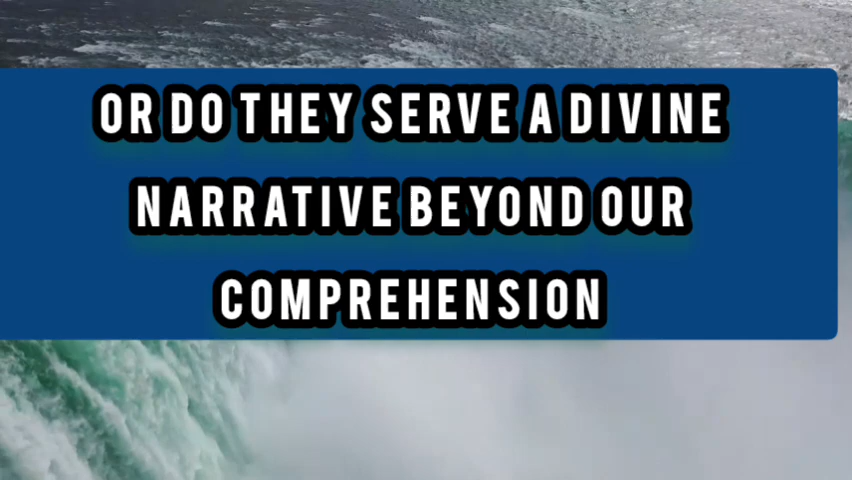 OR DO THEY SERVE A DIVINE
NARRATIVE BEYOND OUR
COMPREHENSION